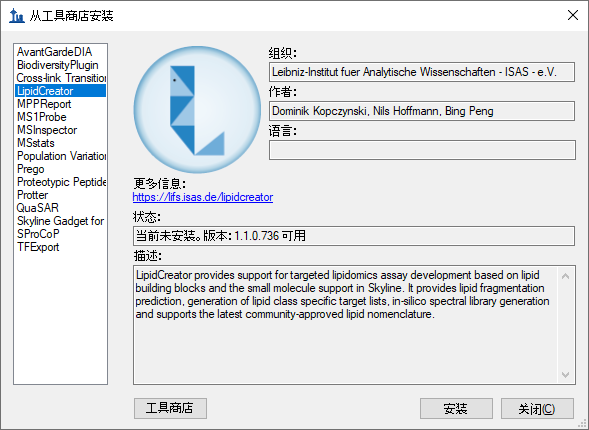 从工具商店安装
AvantGardeDIA
BiodiversityPlugin
Cross-link Transition
LipidCreator
MPPReport
MS1Probe
MSInspector
MSstats
Population Variation
Prego
Proteotypic Peptide
Protter
QuaSAR
Skyline Gadget for
SProCoP
TFExport
组织:
Leibniz-Institut fuer Analytische Wissenschaften - ISAS - e.V.
作者:
Dominik Kopczynski, Nils Hoffmann, Bing Peng
语言:
更多信息:
https://lifs.isas.de/lipidcreator
状态:
当前未安装。版本: 1.1.0.736 可用
描述:
LipidCreator provides support for targeted lipidomics assay development based on lipid
building blocks and the small molecule support in Skyline. It provides lipid fragmentation
prediction, generation of lipid class specific target lists, in-silico spectral library generation
and supports the latest community-approved lipid nomenclature.
工具商店
安装
关闭(C)